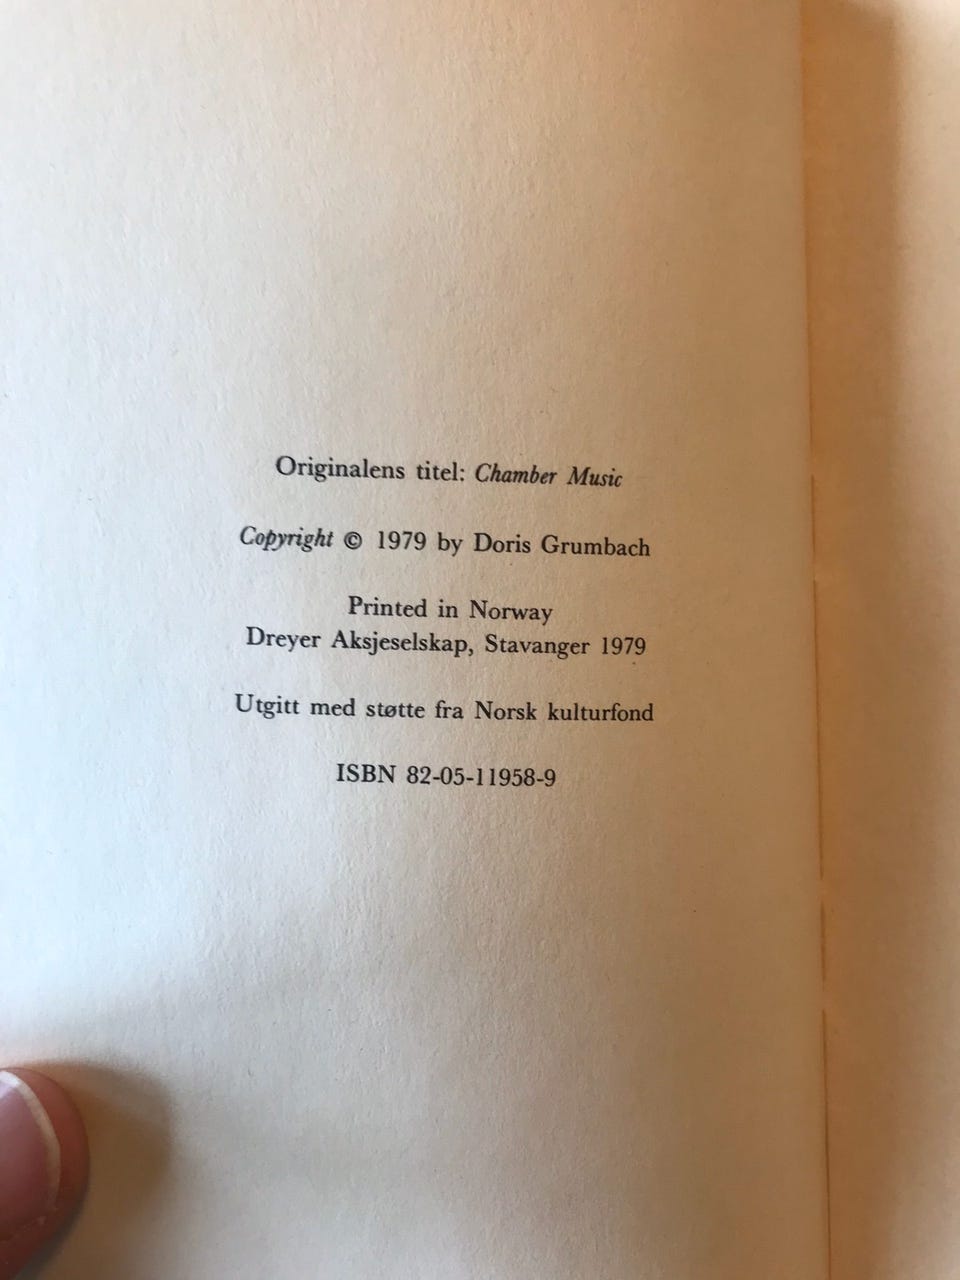 Originalens titel: Chamber Music
Copyright © 1979 by Doris Grumbach
Printed in Norway
Dreyer Aksjeselskap, Stavanger 1979
Utgitt med støtte fra Norsk kulturfond
ISBN 82-05-11958-9